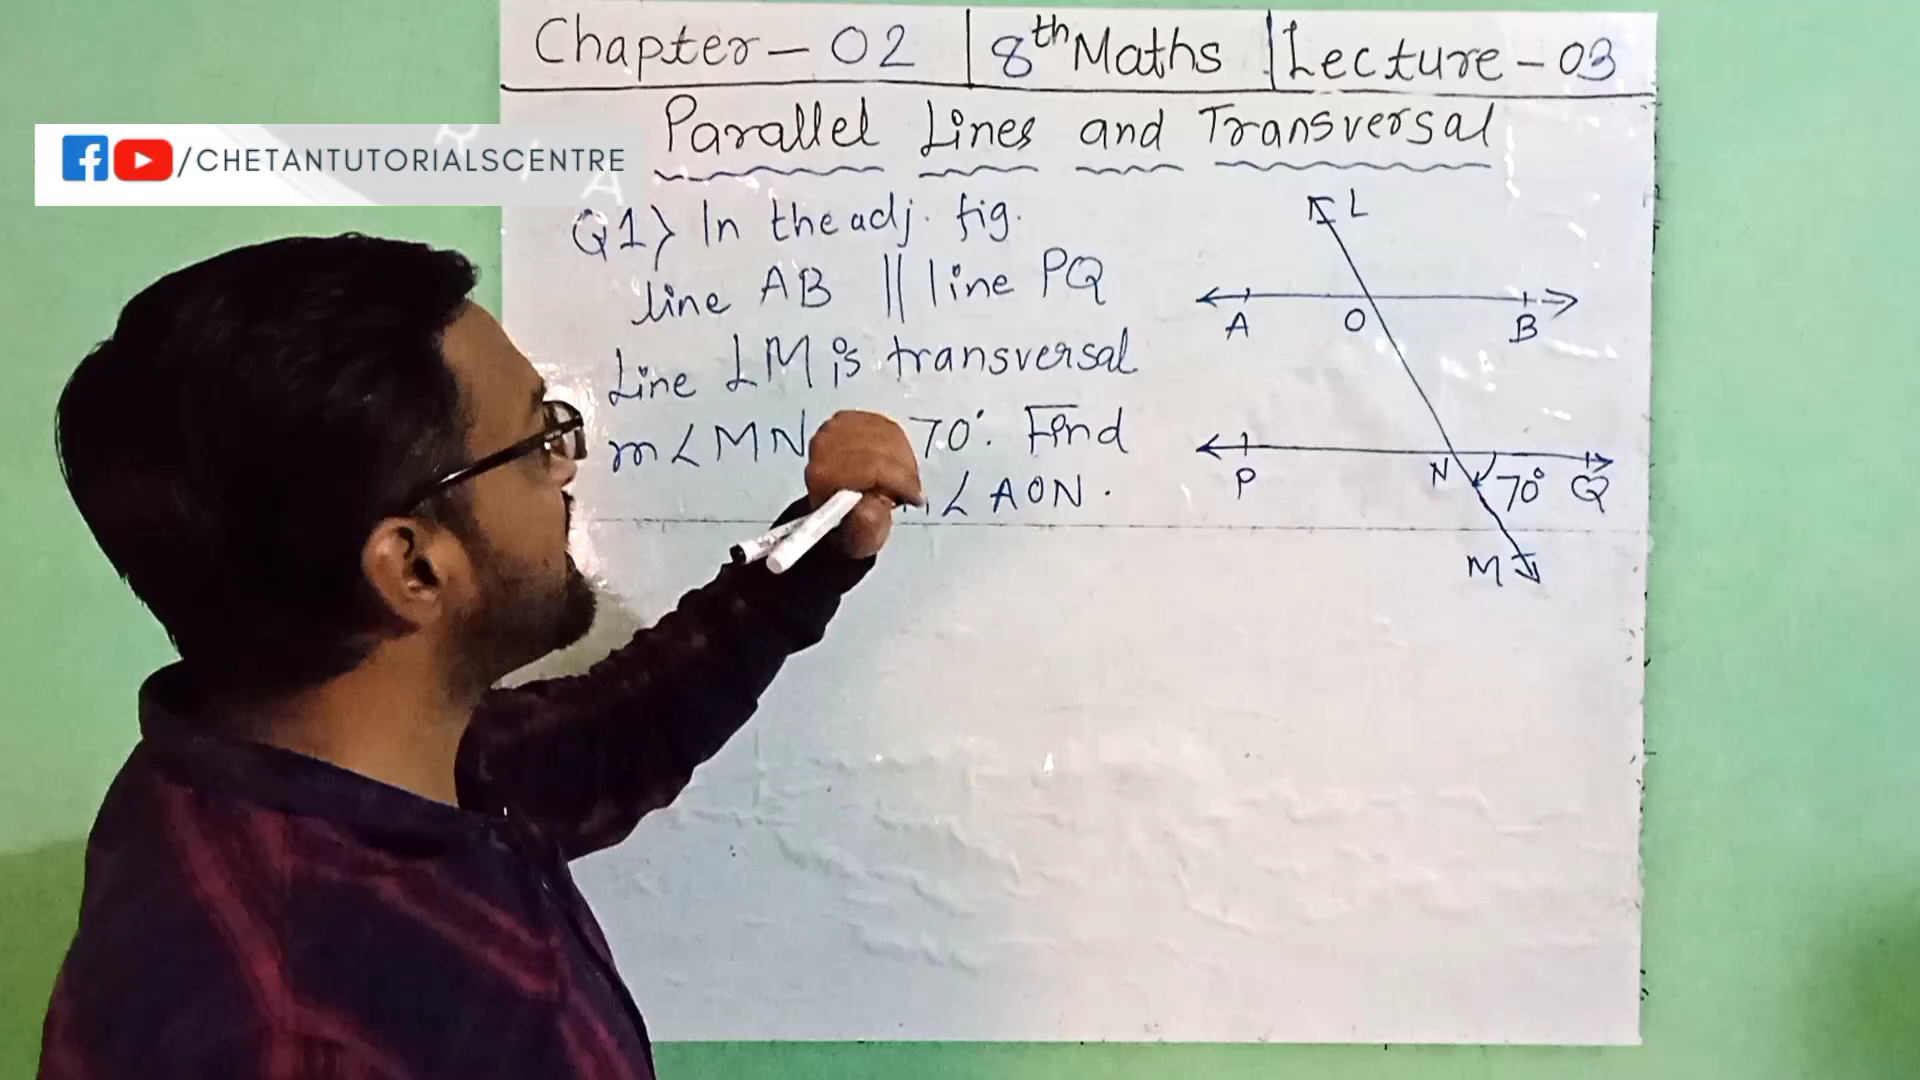 Chapter - 02 | 8th Maths | Lecture - 03
Parallel Lines and Transversal
/CHETANTUTORIALSCENTRE
Q1} In the adj. fig.
line AB || line PQ
Line LM is transversal
m∠MN 70°. Find
∠AON.
L
A O B
P N 70° Q
M